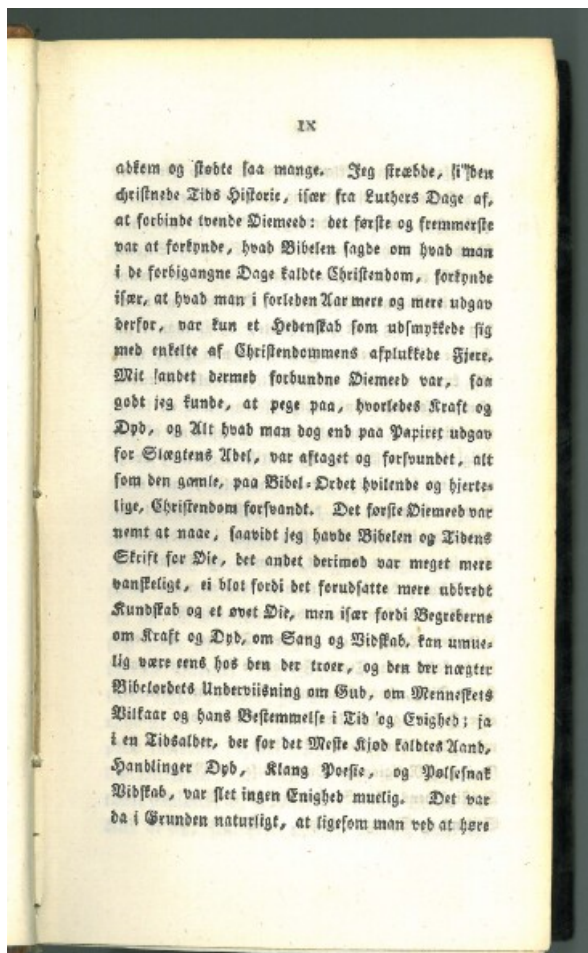 IX
adkem og stødte saa mange. Jeg stræbde, i den
christnede Tids Historie, især fra Luthers Dage af,
at forbinde tvende Øiemeed: det første og fremmerste
var at forkynde, hvad Bibelen sagde om hvad man
i de forbigangne Dage kaldte Christendom, forkynde
især, at hvad man i forleden Aar mere og mere udgav
derfor, var kun et Hedenskab som udsmykkede sig
med enkelte af Christendommens afplukkede Fjere.
Mit andet dermed forbundne Øiemeed var, saa
godt jeg kunde, at pege paa, hvorledes Kraft og
Dyd, og Alt hvad man dog end paa Papiret udgav
for Slægtens Adel, var aftaget og forsvundet, alt
som den gamle, paa Bibel-Ordet hvilende og hjerte-
lige, Christendom forsvandt. Det første Øiemeed var
nemt at naae, saavidt jeg havde Bibelen og Tidens
Skrift for Øie, det andet derimod var meget mere
vanskeligt, ei blot fordi det forudsatte mere udbredt
Kundskab og et øvet Øie, men især fordi Begreberne
om Kraft og Dyd, om Sang og Vidskab, kan umue-
lig være eens hos den der troer, og den der nægter
Bibelordets Underviisning om Gud, om Menneskets
Vilkaar og hans Bestemmelse i Tid og Evighed; ja
i en Tidsalder, der for det Meste Kjød kaldtes Aand,
Handlinger Dyd, Klang Poesie, og Pølsesnak
Vidskab, var slet ingen Enighed muelig. Det var
da i Grunden naturligt, at ligesom man ved at høre